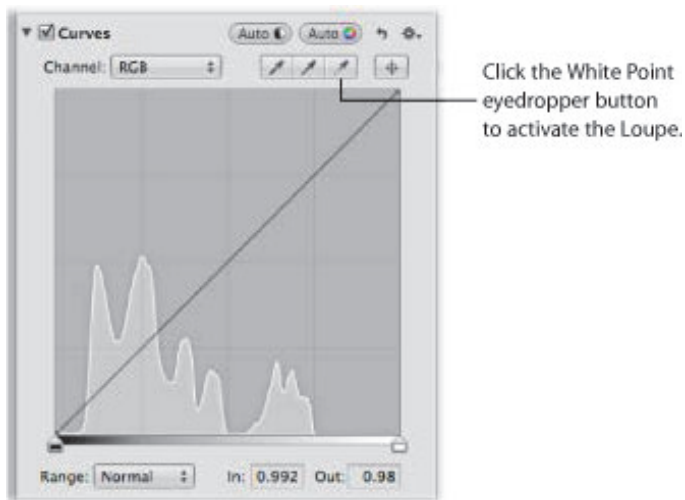 Curves Auto Auto
Channel: RGB
Click the White Point
eyedropper button
to activate the Loupe.
Range: Normal In: 0.992 Out: 0.98